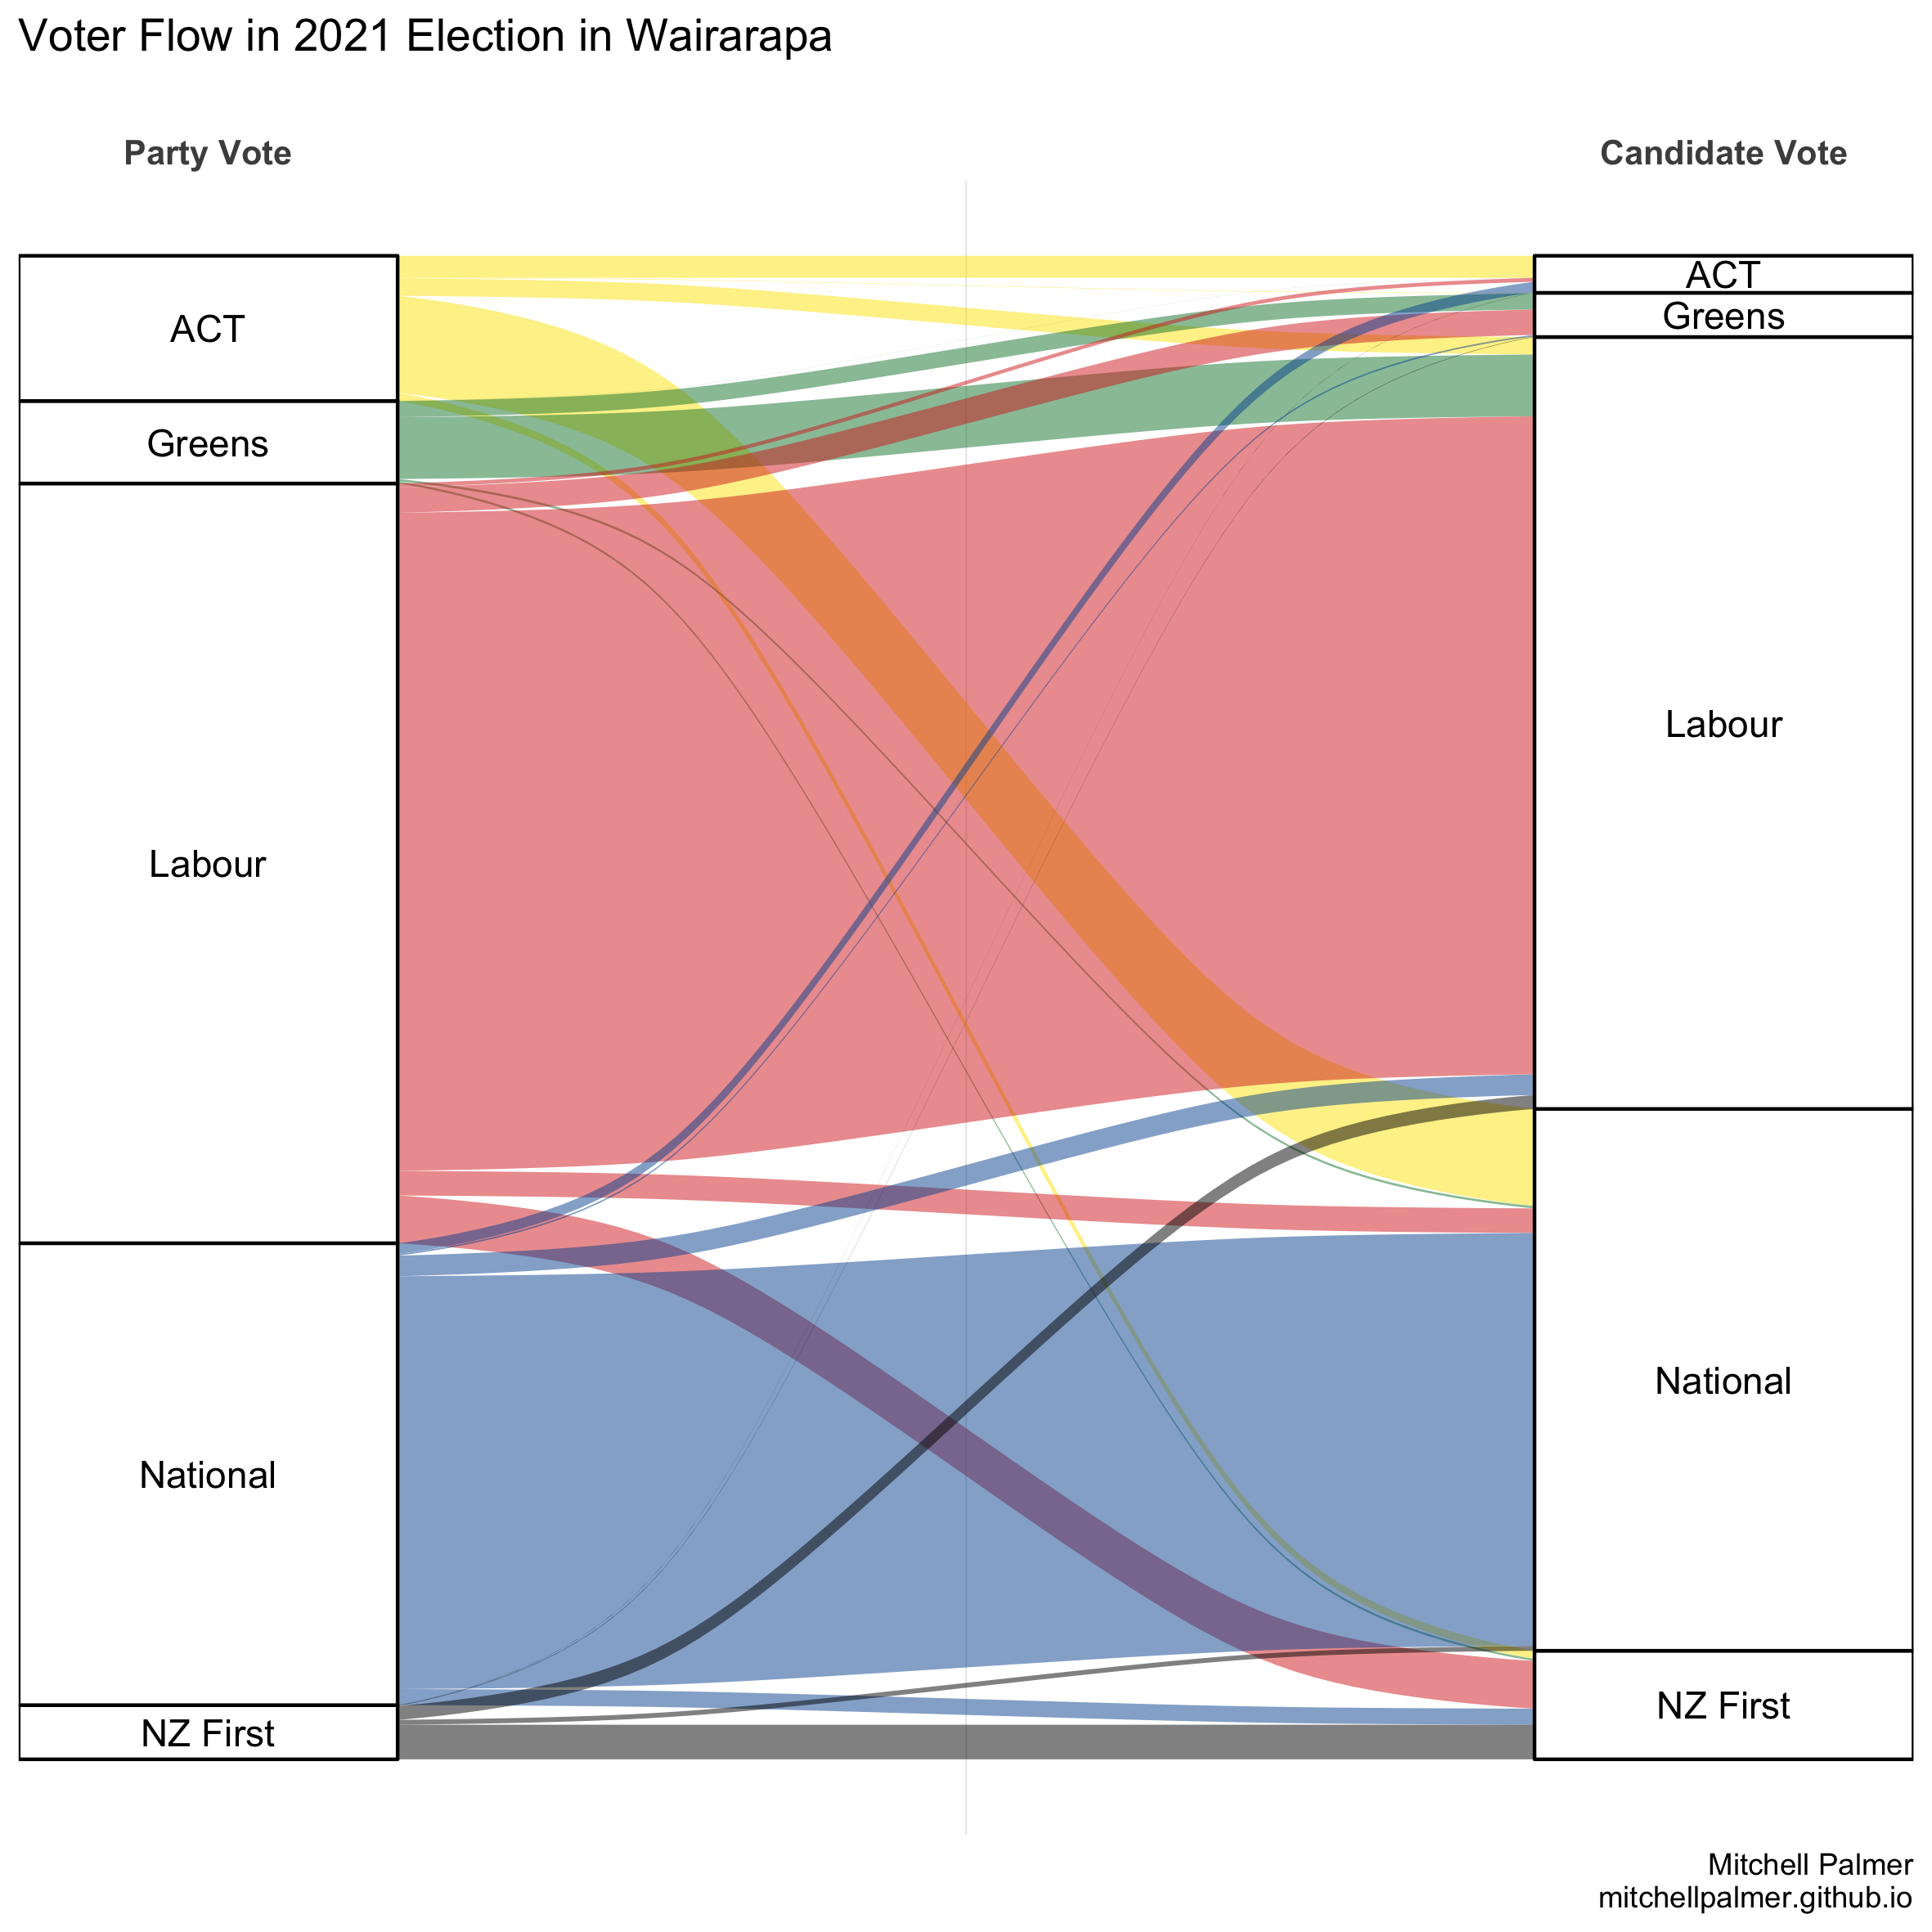 Voter Flow in 2021 Election in Wairarapa
Party Vote
Candidate Vote
ACT
Greens
Labour
National
NZ First
ACT
Greens
Labour
National
NZ First
Mitchell Palmer
mitchellpalmer.github.io